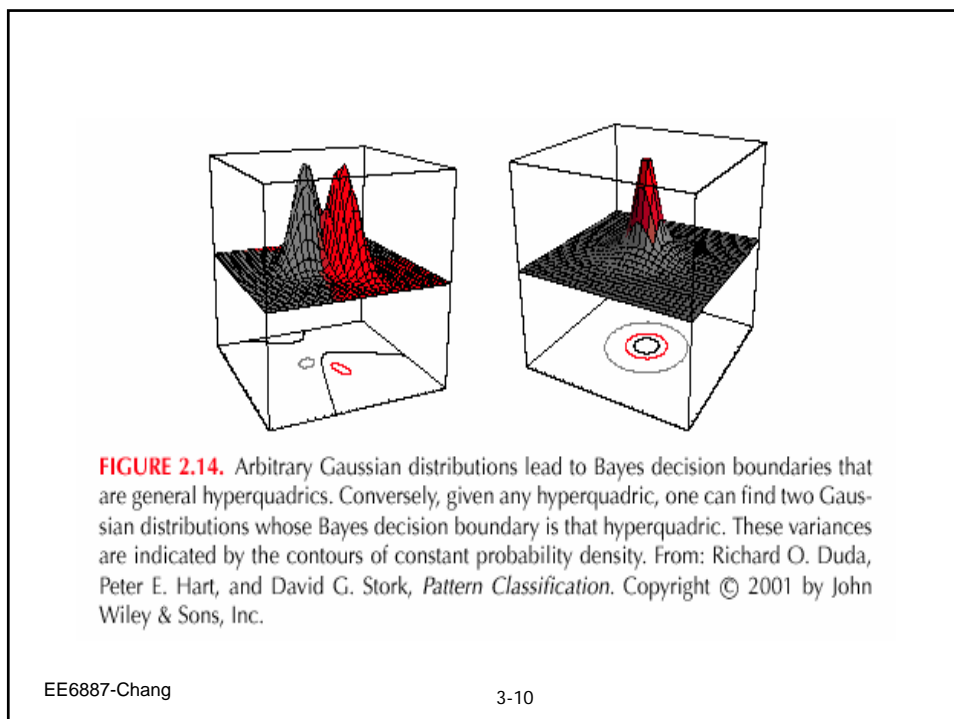 FIGURE 2.14. Arbitrary Gaussian distributions lead to Bayes decision boundaries that
are general hyperquadrics. Conversely, given any hyperquadric, one can find two Gaus-
sian distributions whose Bayes decision boundary is that hyperquadric. These variances
are indicated by the contours of constant probability density. From: Richard O. Duda,
Peter E. Hart, and David G. Stork, Pattern Classification. Copyright © 2001 by John
Wiley & Sons, Inc.
EE6887-Chang
3-10